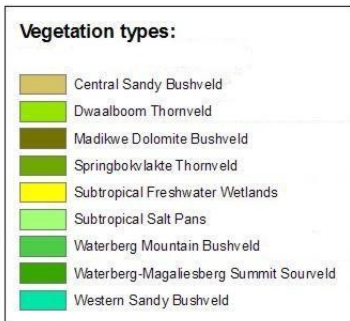 Vegetation types:
Central Sandy Bushveld
Dwaalboom Thornveld
Madikwe Dolomite Bushveld
Springbokvlakte Thornveld
Subtropical Freshwater Wetlands
Subtropical Salt Pans
Waterberg Mountain Bushveld
Waterberg-Magaliesberg Summit Sourveld
Western Sandy Bushveld